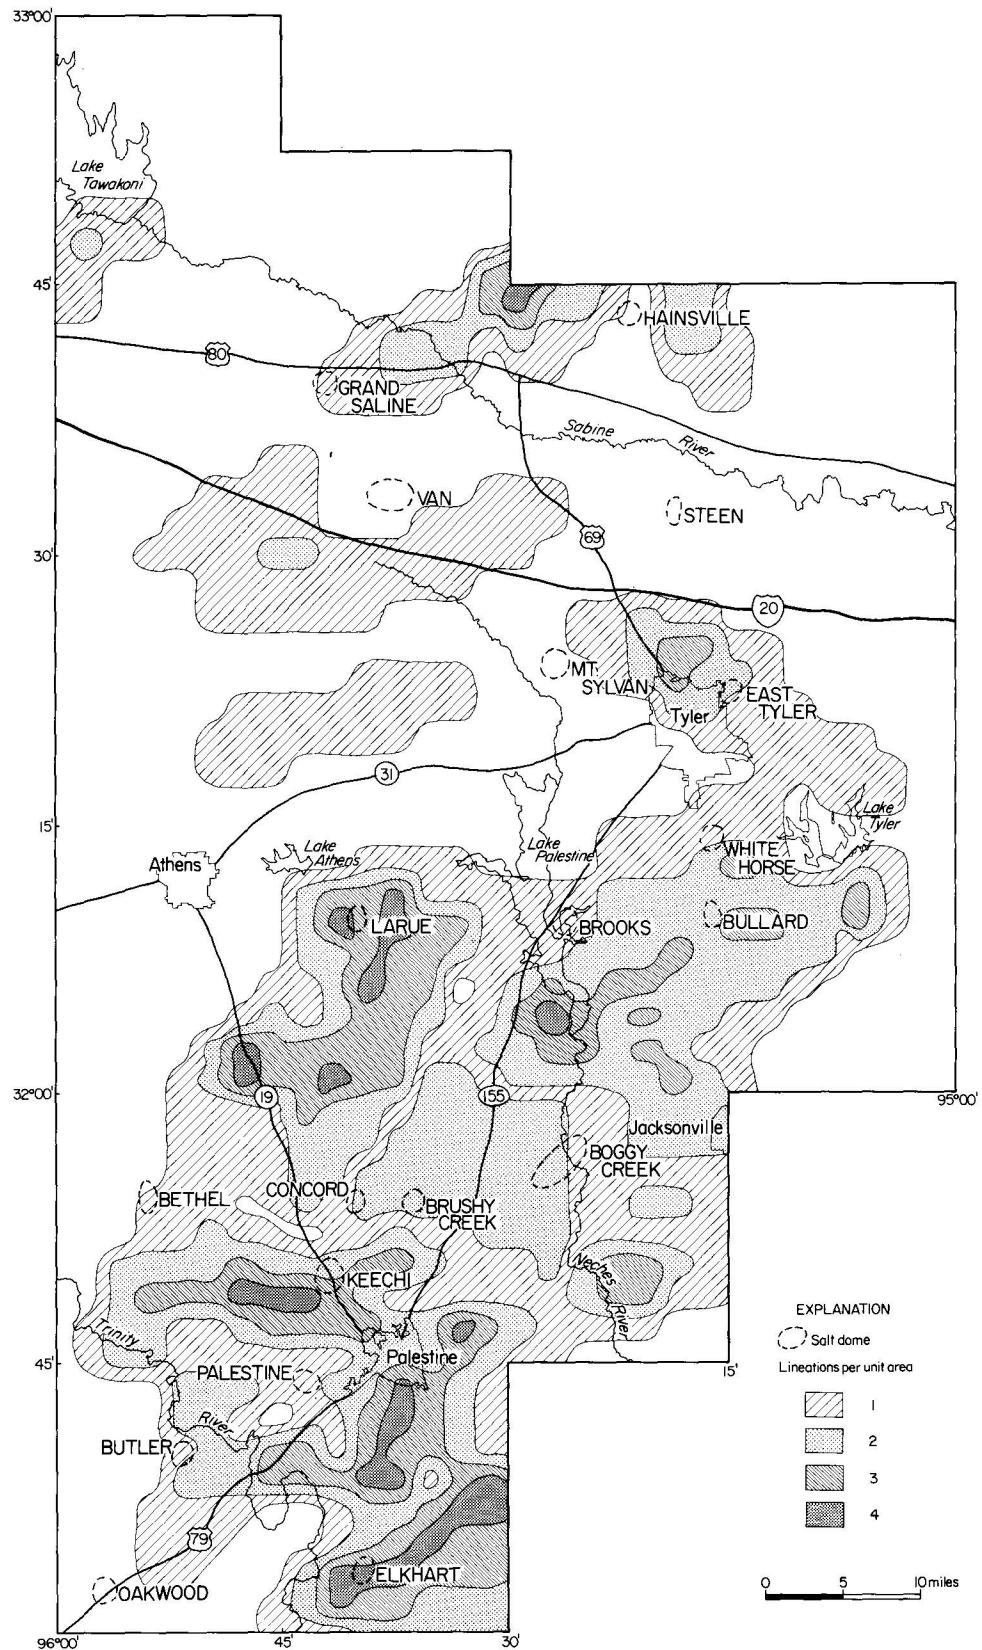 33°00'
Lake
Tawakoni
45'
HAINSVILLE
80
GRAND
SALINE
Sabine
River
VAN
STEEN
69
30'
20
MT.
SYLVAN
EAST
TYLER
Tyler
31
15'
Lake
Tyler
Lake
Athens
Lake
Palestine
Athens
WHITE
HORSE
LARUE
BROOKS
BULLARD
32°00'
19
155
95°00'
Jacksonville
BOGGY
CREEK
CONCORD
BETHEL
BRUSHY
CREEK
KEECHI
Neches
River
EXPLANATION
Trinity
Salt dome
Palestine
45'
15'
Lineations per unit area
PALESTINE
1
River
2
BUTLER
3
4
79
ELKHART
OAKWOOD
0 5 10 miles
96°00' 45' 30'